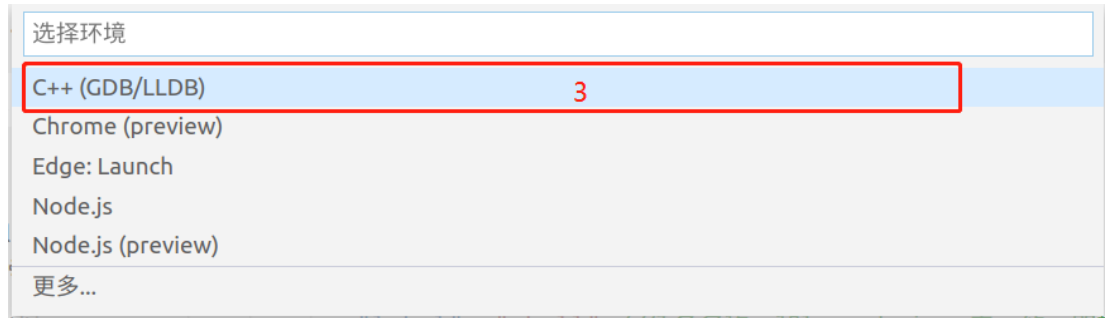 选择环境
C++ (GDB/LLDB)
3
Chrome (preview)
Edge: Launch
Node.js
Node.js (preview)
更多...